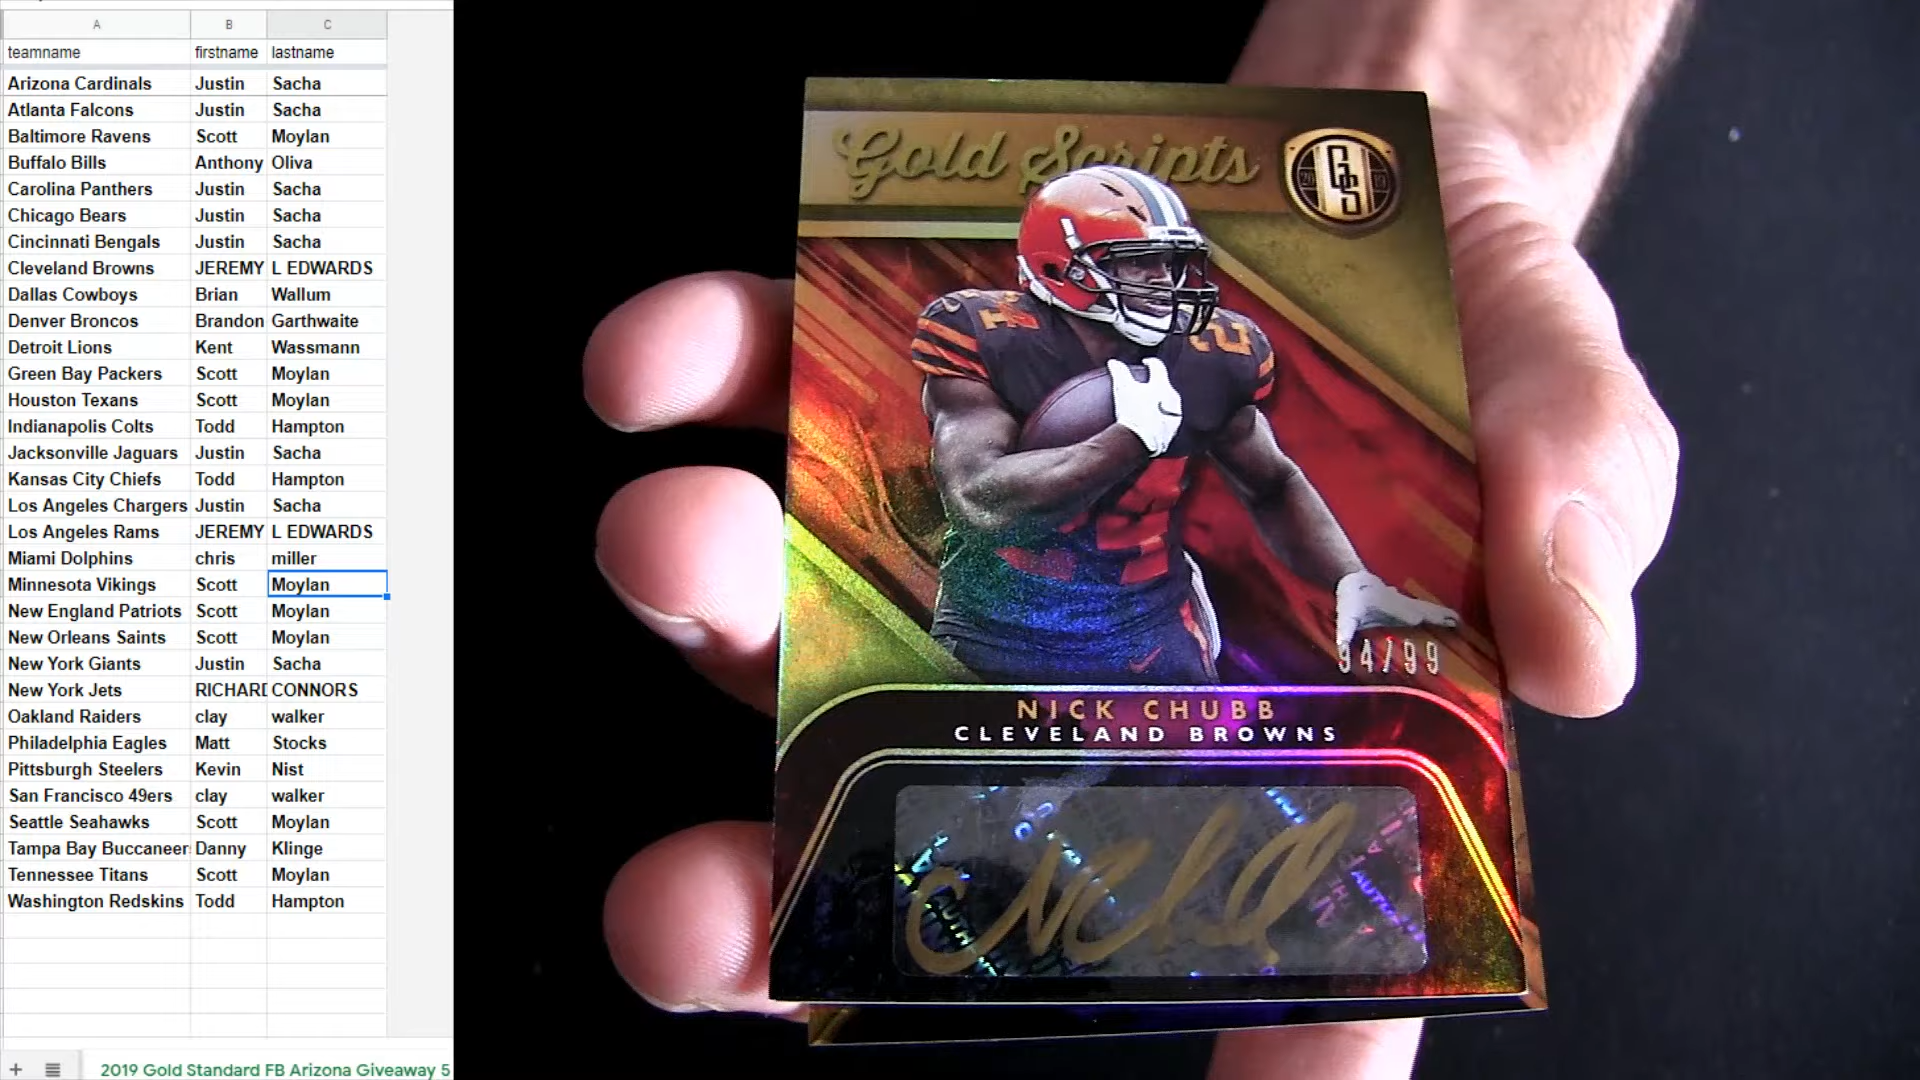 A B C
teamname firstname lastname
Arizona Cardinals Justin Sacha
Atlanta Falcons Justin Sacha
Baltimore Ravens Scott Moylan
Buffalo Bills Anthony Oliva
Carolina Panthers Justin Sacha
Chicago Bears Justin Sacha
Cincinnati Bengals Justin Sacha
Cleveland Browns JEREMY L EDWARDS
Dallas Cowboys Brian Wallum
Denver Broncos Brandon Garthwaite
Detroit Lions Kent Wassmann
Green Bay Packers Scott Moylan
Houston Texans Scott Moylan
Indianapolis Colts Todd Hampton
Jacksonville Jaguars Justin Sacha
Kansas City Chiefs Todd Hampton
Los Angeles Chargers Justin Sacha
Los Angeles Rams JEREMY L EDWARDS
Miami Dolphins chris miller
Minnesota Vikings Scott Moylan
New England Patriots Scott Moylan
New Orleans Saints Scott Moylan
New York Giants Justin Sacha
New York Jets RICHARD CONNORS
Oakland Raiders clay walker
Philadelphia Eagles Matt Stocks
Pittsburgh Steelers Kevin Nist
San Francisco 49ers clay walker
Seattle Seahawks Scott Moylan
Tampa Bay Buccaneer Danny Klinge
Tennessee Titans Scott Moylan
Washington Redskins Todd Hampton
2019 Gold Standard FB Arizona Giveaway 5
Gold Scripts
20 GS 19
94/99
NICK CHUBB
CLEVELAND BROWNS